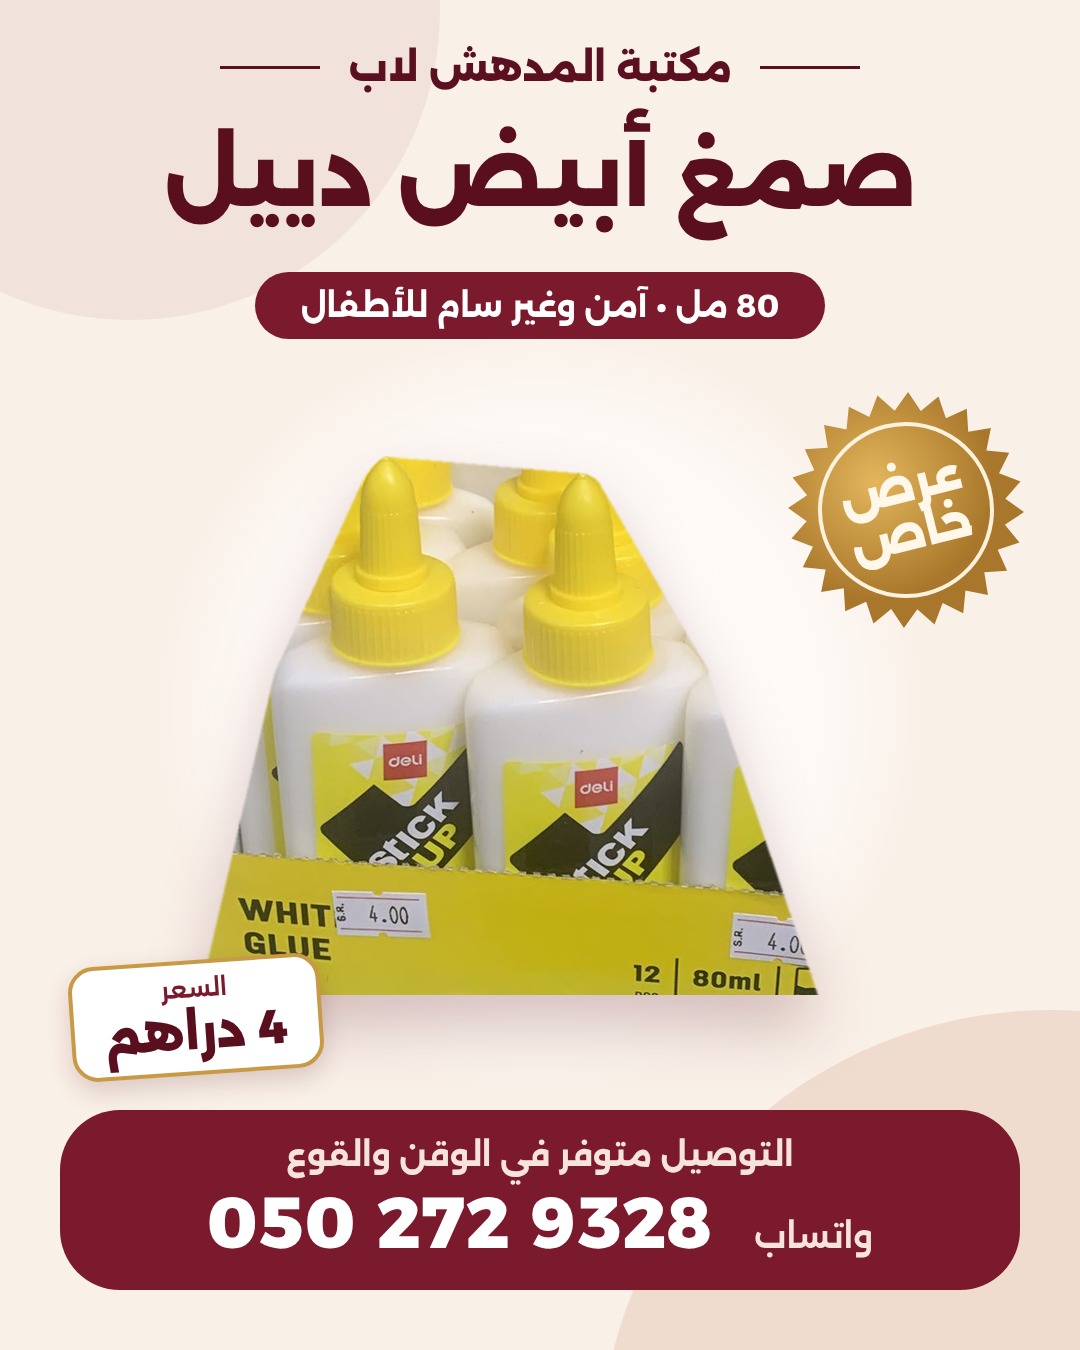 مكتبة المدهش لاب
صمغ أبيض دييل
80 مل • آمن وغير سام للأطفال
عرض
خاص
deli
deli
STICK
UP
TICK
UP
WHIT
GLUE
S.R. 4.00
S.R. 4.00
12 | 80ml
السعر
4 دراهم
التوصيل متوفر في الوقن والقوع
واتساب 050 272 9328